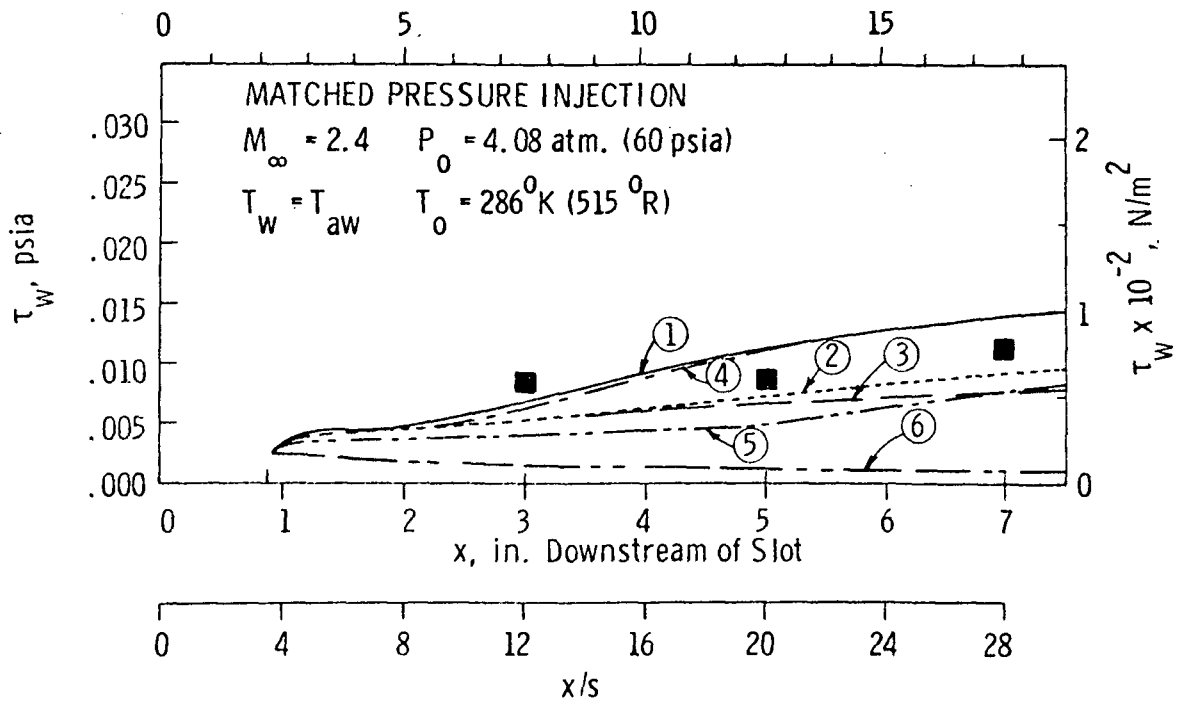 0 5 10 15
MATCHED PRESSURE INJECTION
M∞ = 2.4 Po = 4.08 atm. (60 psia)
Tw = Taw To = 286°K (515 °R)
τw, psia
.030
.025
.020
.015
.010
.005
.000
2
1
0
τw x 10-2, N/m2
1
4
2
3
5
6
0 1 2 3 4 5 6 7
x, in. Downstream of Slot
0 4 8 12 16 20 24 28
x/s